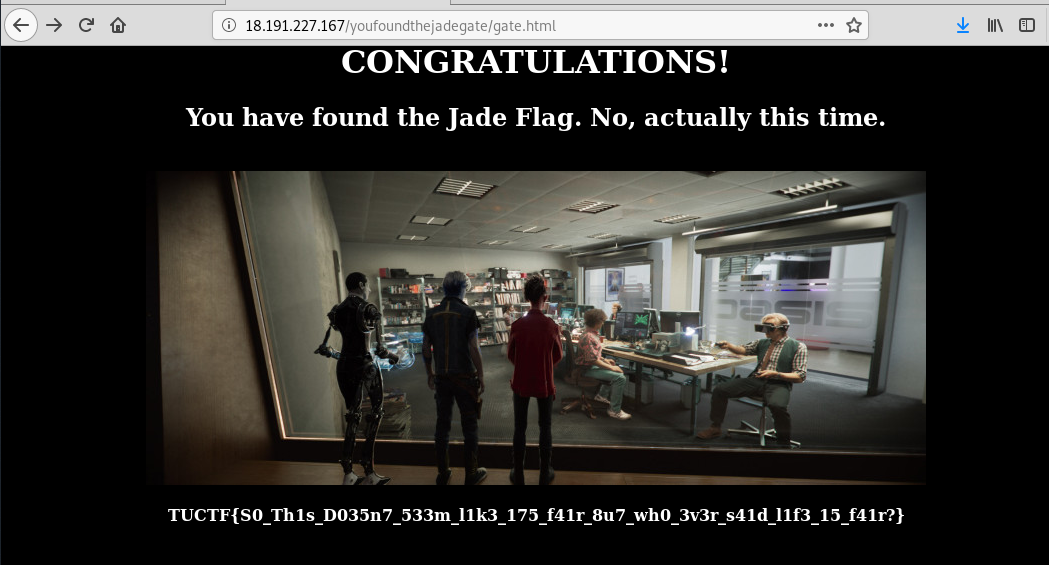 18.191.227.167/youfoundthejadegate/gate.html
CONGRATULATIONS!
You have found the Jade Flag. No, actually this time.
TUCTF{S0_Th1s_D035n7_533m_l1k3_175_f41r_8u7_wh0_3v3r_s41d_l1f3_15_f41r?}